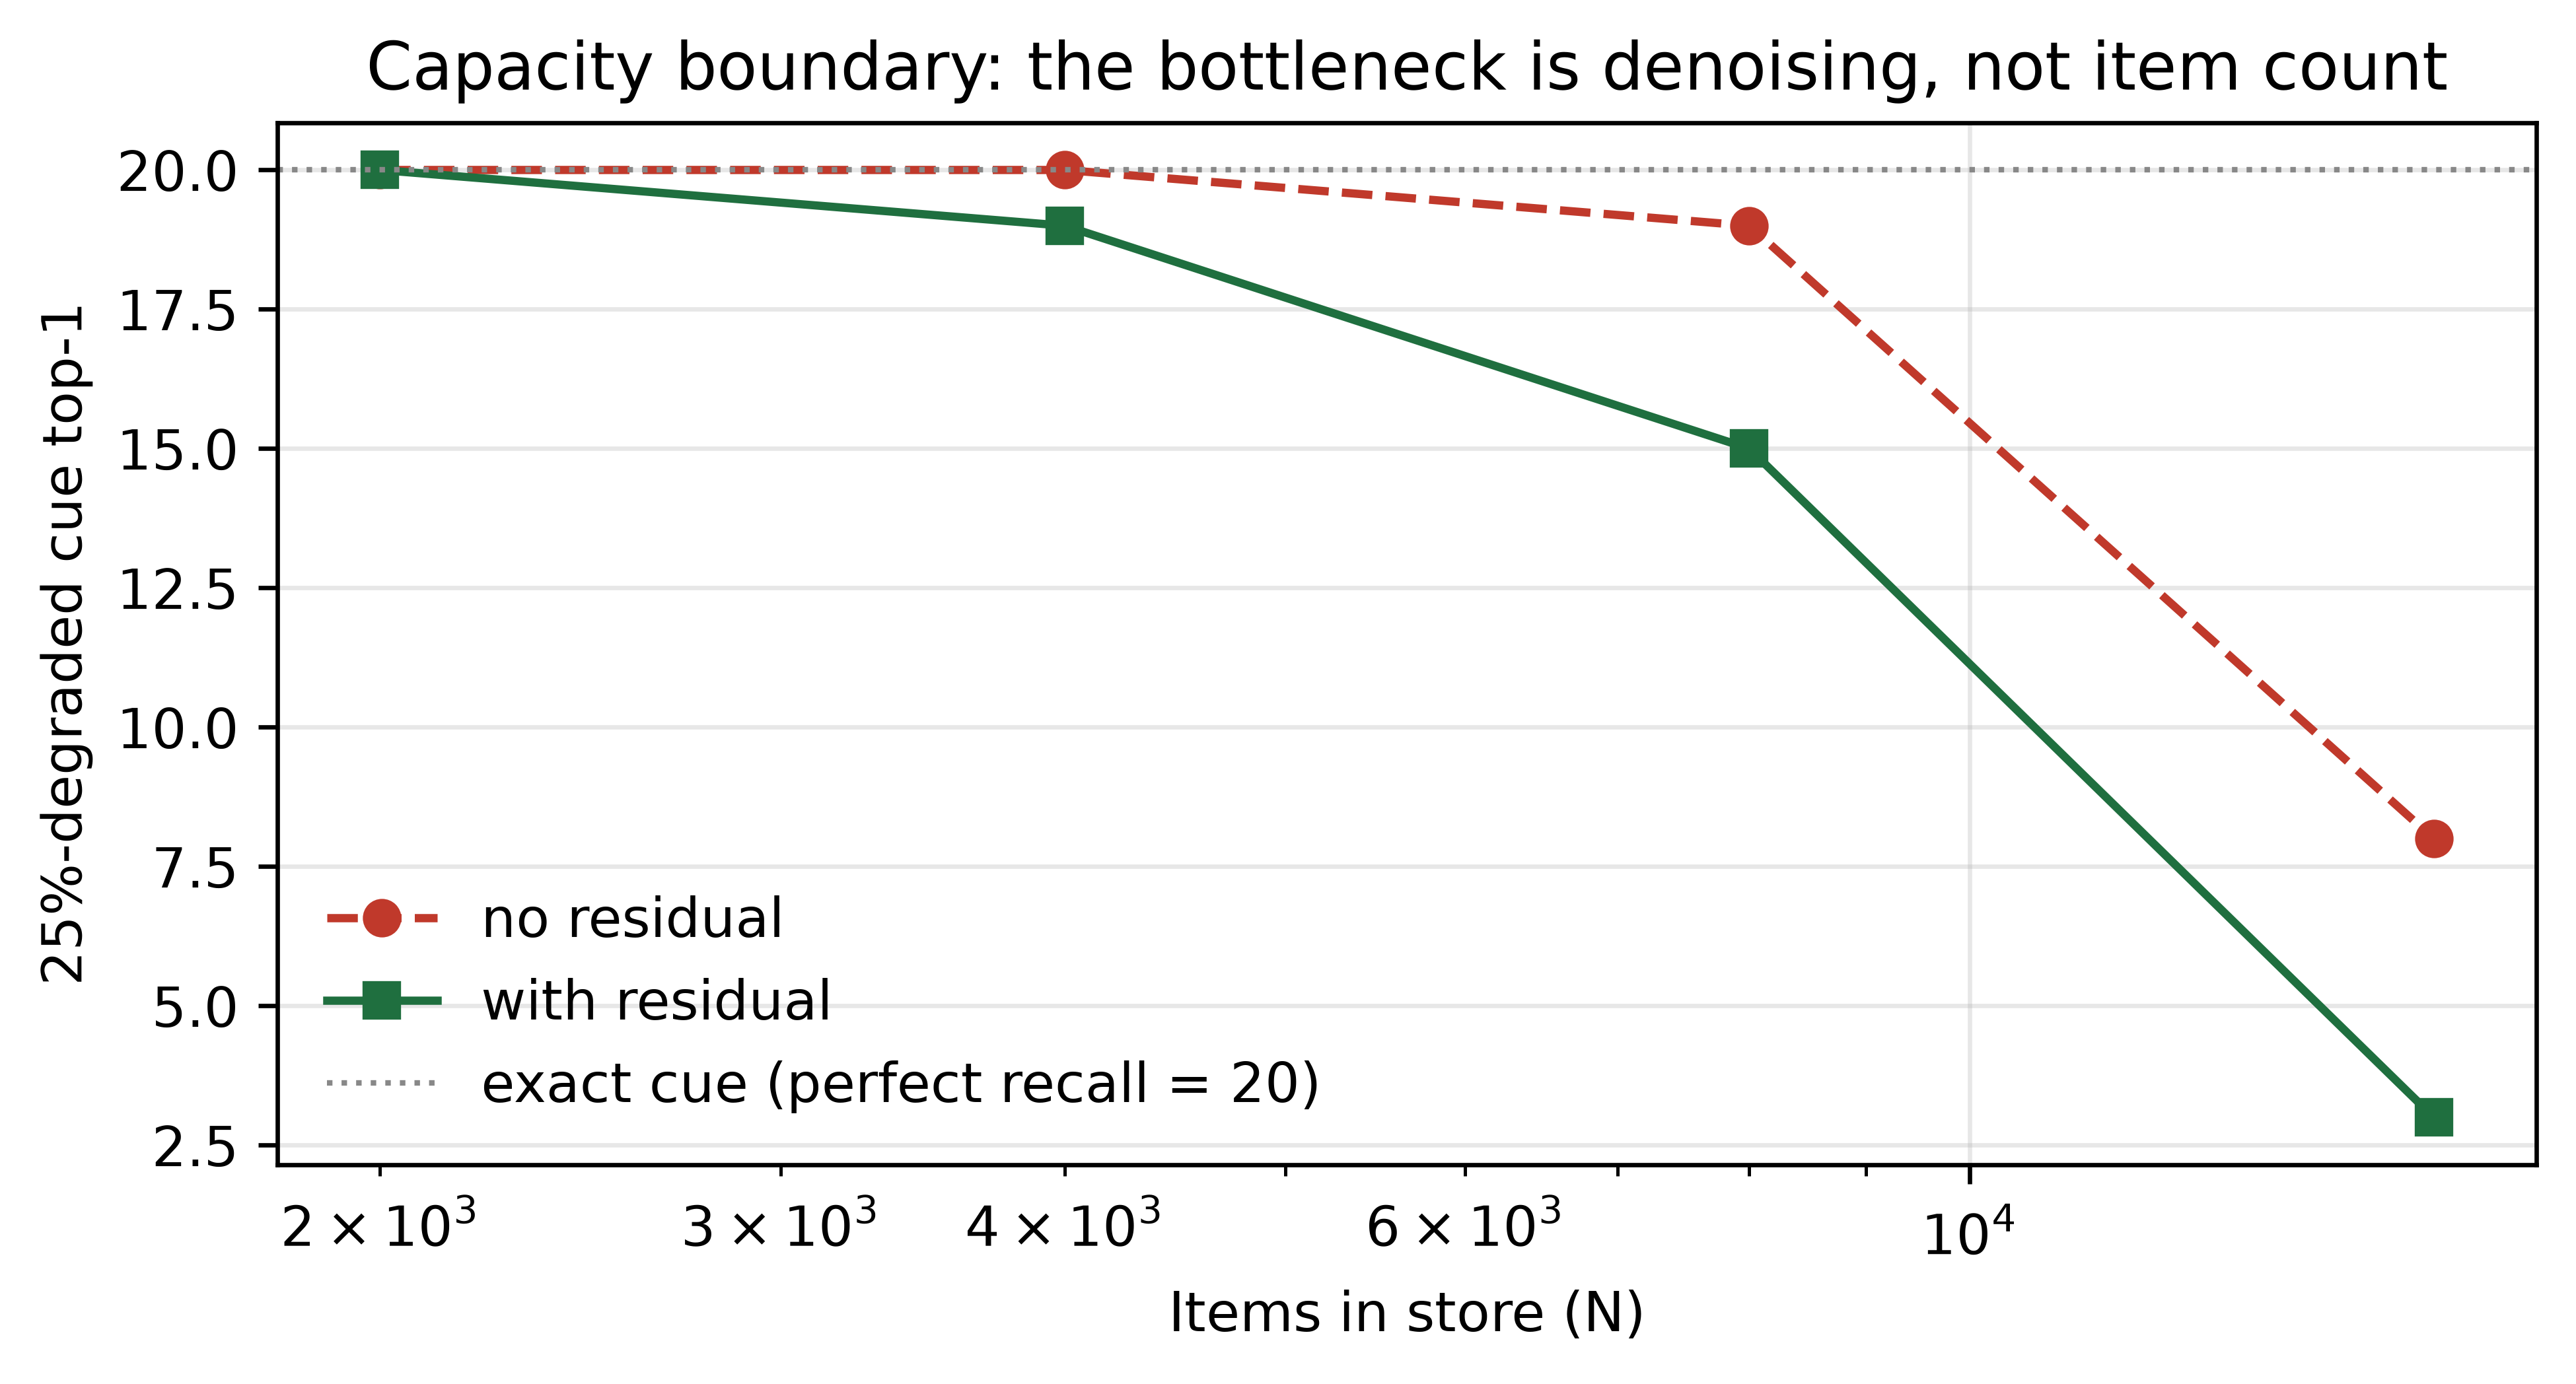 Capacity boundary: the bottleneck is denoising, not item count
25%-degraded cue top-1
20.0
17.5
15.0
12.5
10.0
7.5
5.0
2.5
no residual
with residual
exact cue (perfect recall = 20)
2 × 10³
3 × 10³
4 × 10³
6 × 10³
10⁴
Items in store (N)